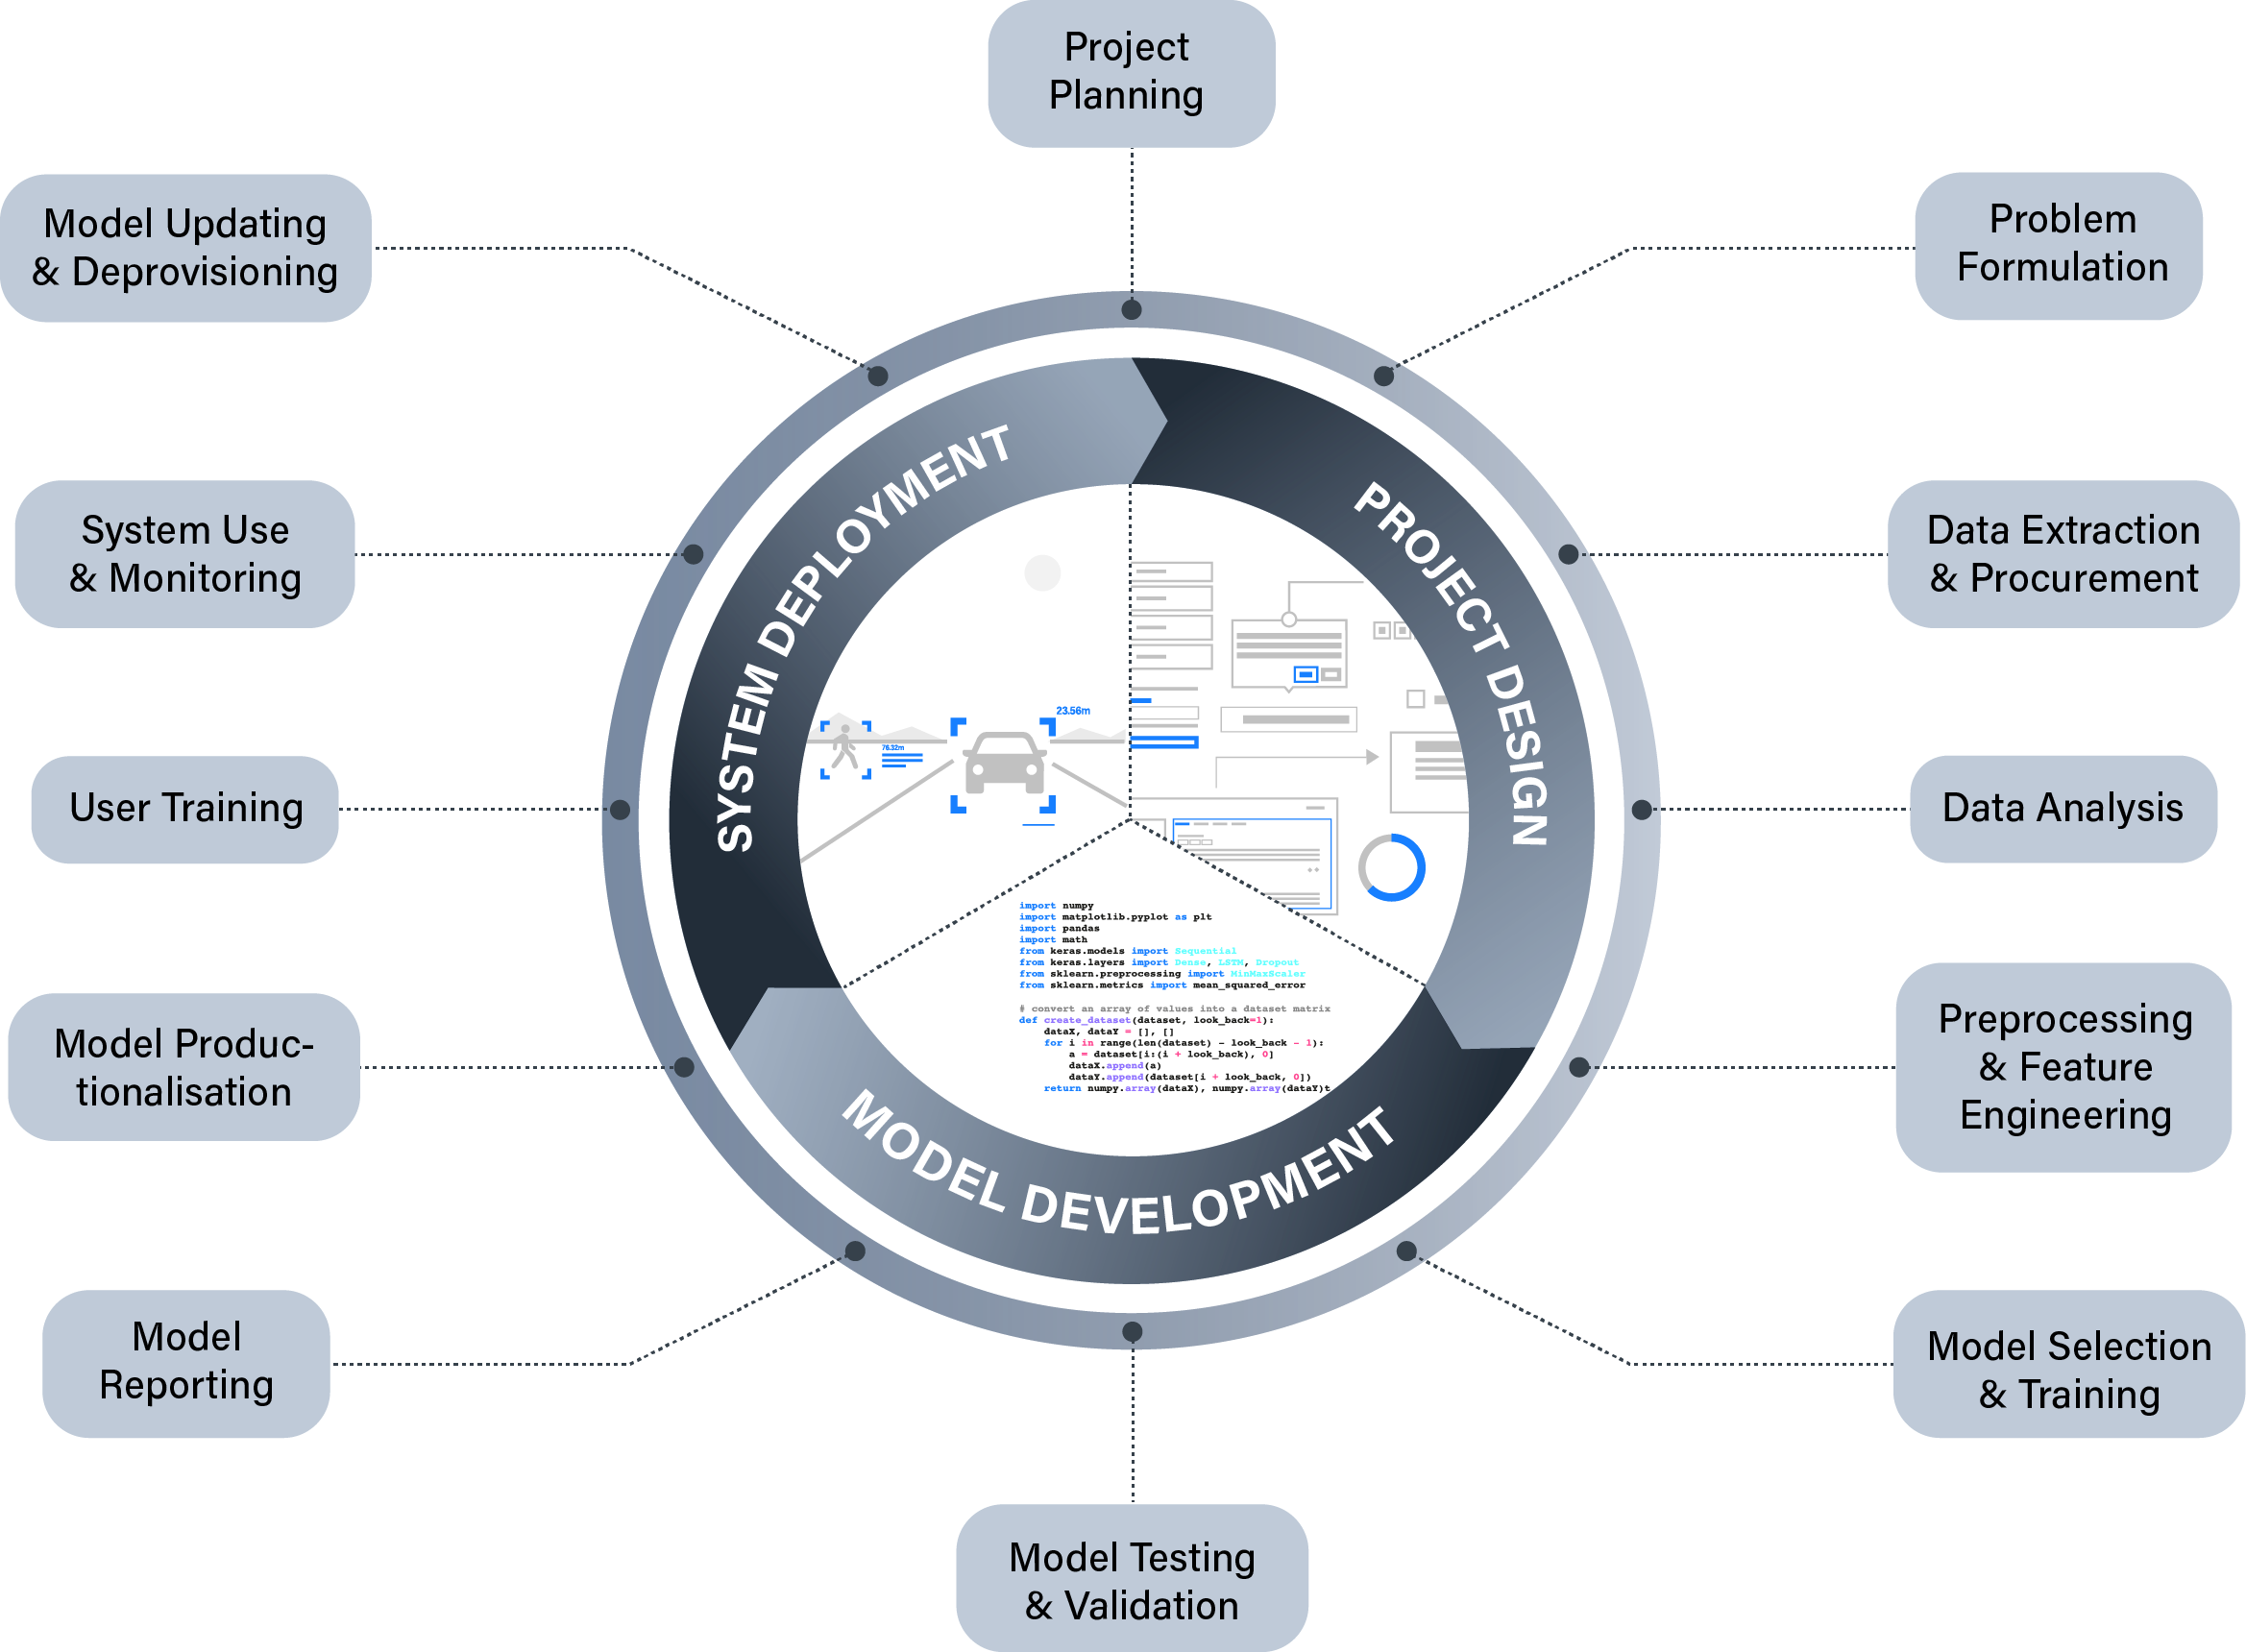 Project
Planning
Problem
Formulation
Data Extraction
& Procurement
Data Analysis
Preprocessing
& Feature
Engineering
Model Selection
& Training
Model Testing
& Validation
Model
Reporting
Model Produc-
tionalisation
User Training
System Use
& Monitoring
Model Updating
& Deprovisioning
PROJECT DESIGN
MODEL DEVELOPMENT
SYSTEM DEPLOYMENT
23.56m
76.32m
import numpy
import matplotlib.pyplot as plt
import pandas
import math
from keras.models import Sequential
from keras.layers import Dense, LSTM, Dropout
from sklearn.preprocessing import MinMaxScaler
from sklearn.metrics import mean_squared_error
# convert an array of values into a dataset matrix
def create_dataset(dataset, look_back=1):
dataX, dataY = [], []
for i in range(len(dataset) - look_back - 1):
a = dataset[i:(i + look_back), 0]
dataX.append(a)
dataY.append(dataset[i + look_back, 0])
return numpy.array(dataX), numpy.array(dataY)t